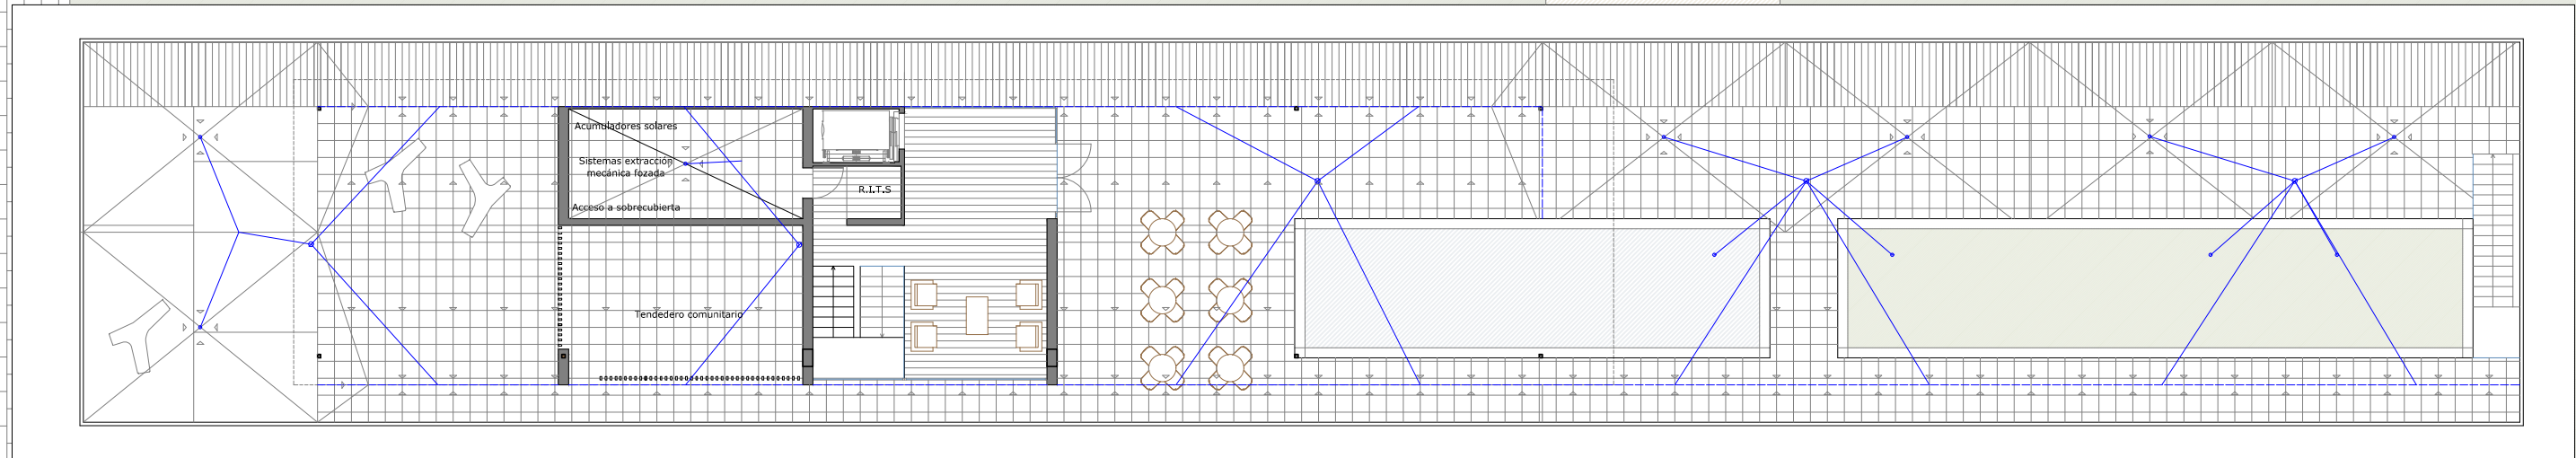 Acumuladores solares
Sistemas extracción
mecánica fozada
R.I.T.S
Acceso a sobrecubierta
Tendedero comunitario